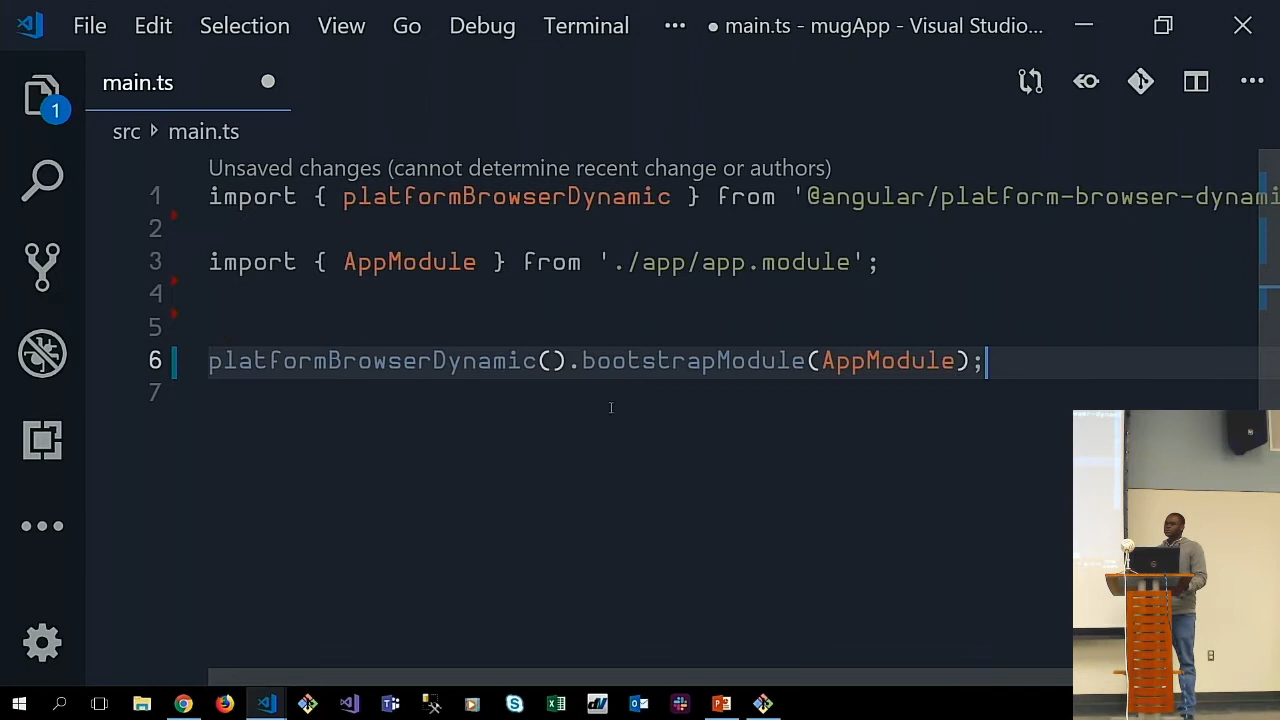 File Edit Selection View Go Debug Terminal ··· ● main.ts - mugApp - Visual Studio...
main.ts
1
src main.ts
Unsaved changes (cannot determine recent change or authors)
1 import { platformBrowserDynamic } from '@angular/platform-browser-dynami
2
3 import { AppModule } from './app/app.module';
4
5
6 platformBrowserDynamic().bootstrapModule(AppModule);
7